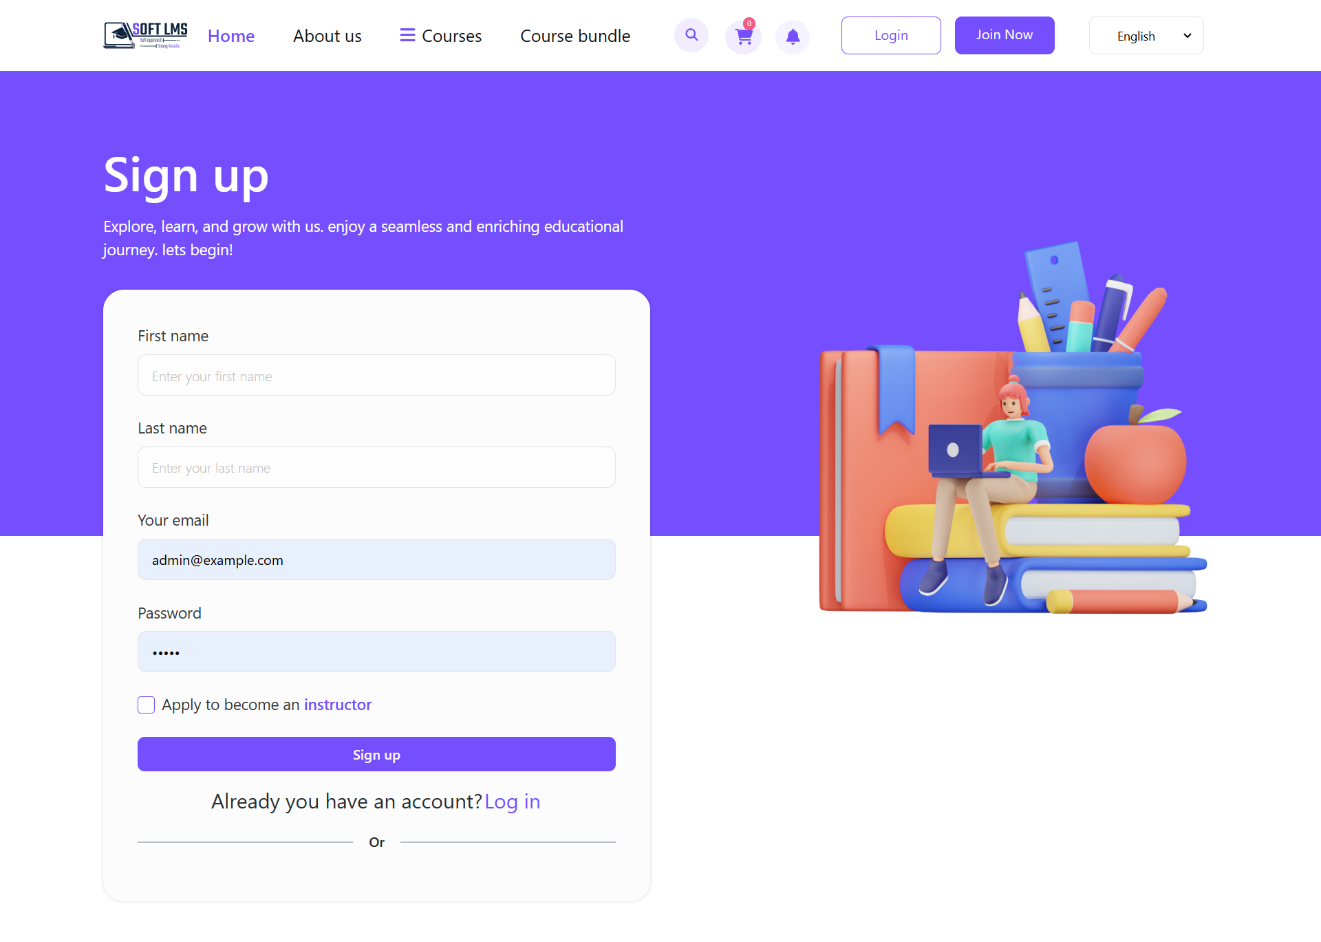 SOFT LMS
Home
About us
Courses
Course bundle
0
Login
Join Now
English
Sign up
Explore, learn, and grow with us. enjoy a seamless and enriching educational
journey. lets begin!
First name
Enter your first name
Last name
Enter your last name
Your email
admin@example.com
Password
•••••
Apply to become an instructor
Sign up
Already you have an account?Log in
Or